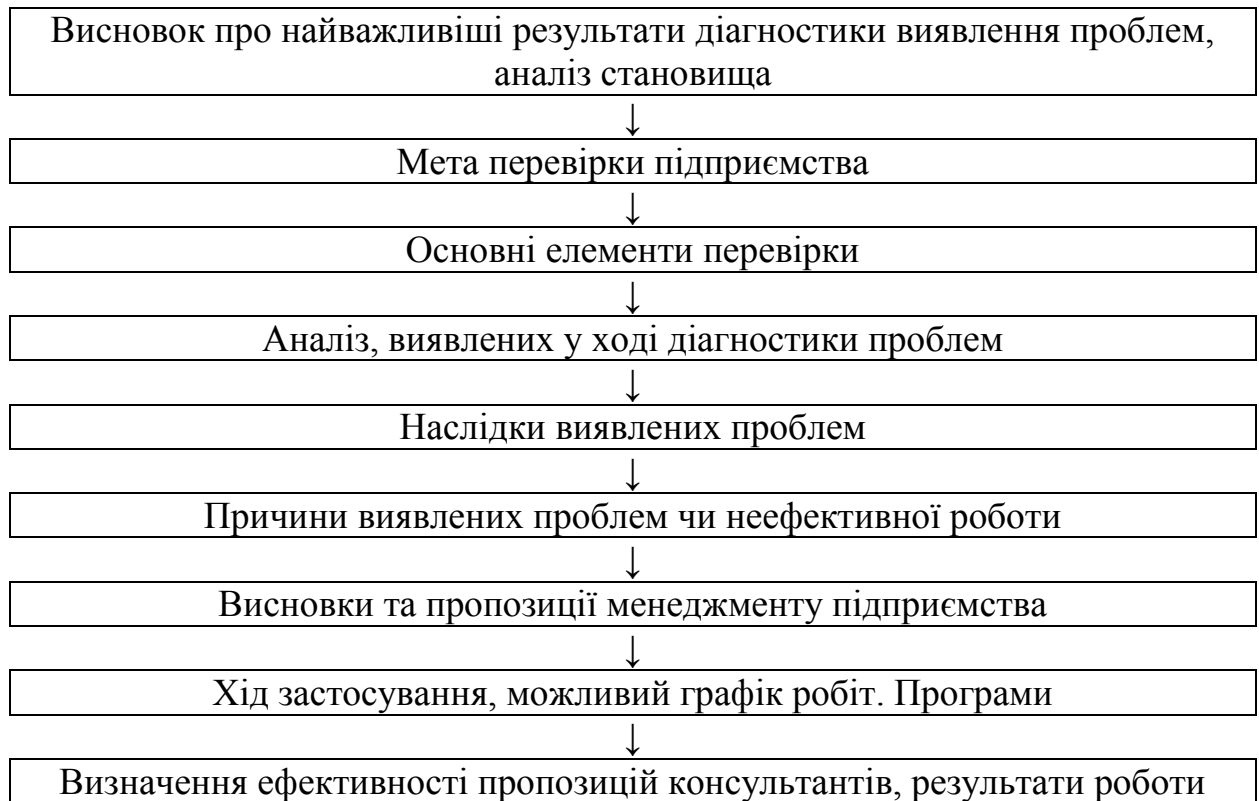 Висновок про найважливіші результати діагностики виявлення проблем,
аналіз становища
↓
Мета перевірки підприємства
↓
Основні елементи перевірки
↓
Аналіз, виявлених у ході діагностики проблем
↓
Наслідки виявлених проблем
↓
Причини виявлених проблем чи неефективної роботи
↓
Висновки та пропозиції менеджменту підприємства
↓
Хід застосування, можливий графік робіт. Програми
↓
Визначення ефективності пропозицій консультантів, результати роботи